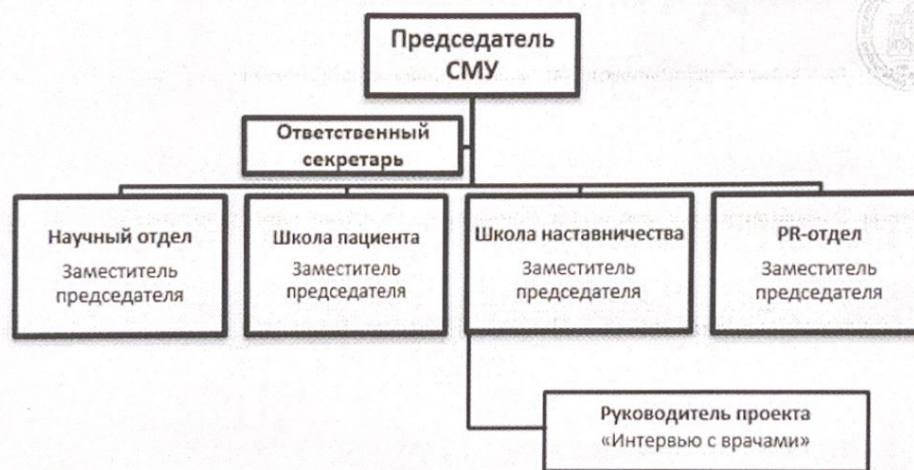 Председатель
СМУ
Ответственный
секретарь
Научный отдел
Заместитель
председателя
Школа пациента
Заместитель
председателя
Школа наставничества
Заместитель
председателя
PR-отдел
Заместитель
председателя
Руководитель проекта
«Интервью с врачами»